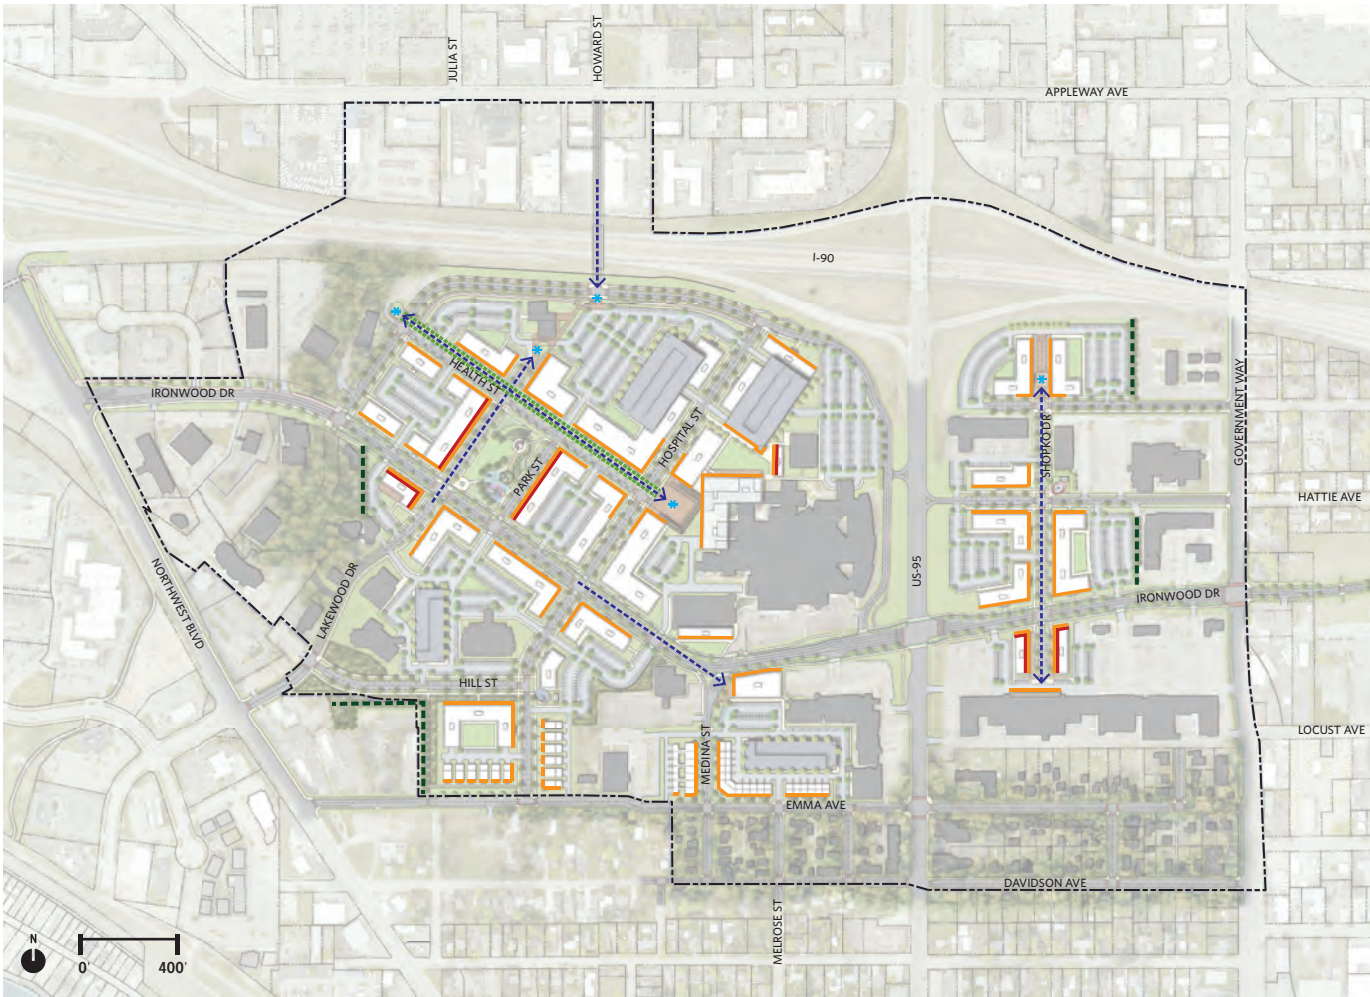 JULIA ST
HOWARD ST
APPLEWAY AVE
I-90
HEALTH ST
IRONWOOD DR
HOSPITAL ST
PARK ST
SHOPKO DR
GOVERNMENT WAY
HATTIE AVE
US-95
NORTHWEST BLVD
LAKEWOOD DR
IRONWOOD DR
HILL ST
MEDINA ST
LOCUST AVE
EMMA AVE
DAVIDSON AVE
MELROSE ST
N
0'
400'